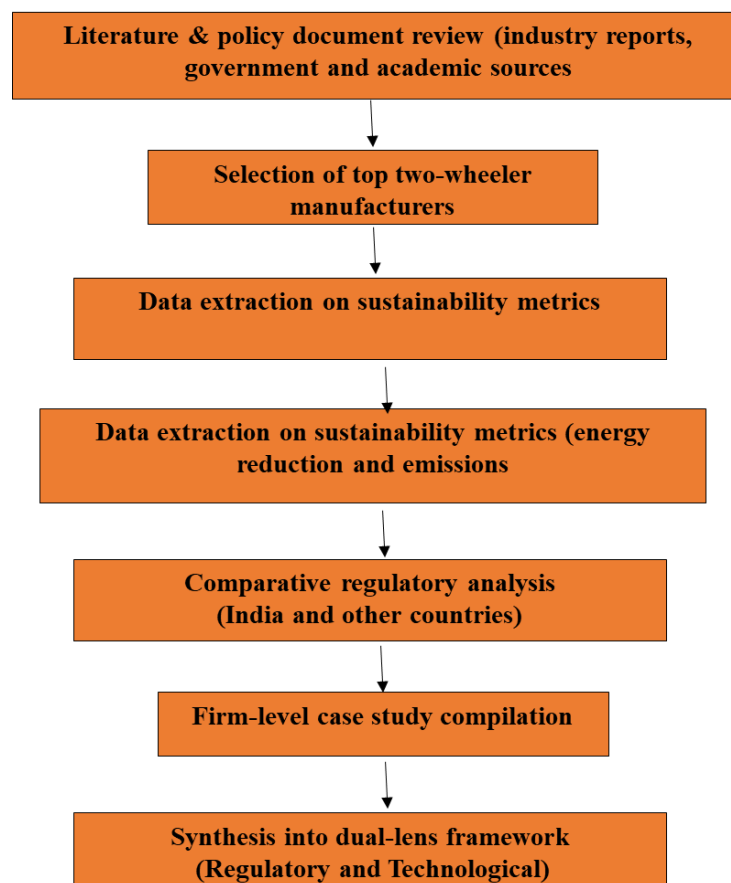 Literature & policy document review (industry reports,
government and academic sources
Selection of top two-wheeler
manufacturers
Data extraction on sustainability metrics
Data extraction on sustainability metrics (energy
reduction and emissions
Comparative regulatory analysis
(India and other countries)
Firm-level case study compilation
Synthesis into dual-lens framework
(Regulatory and Technological)